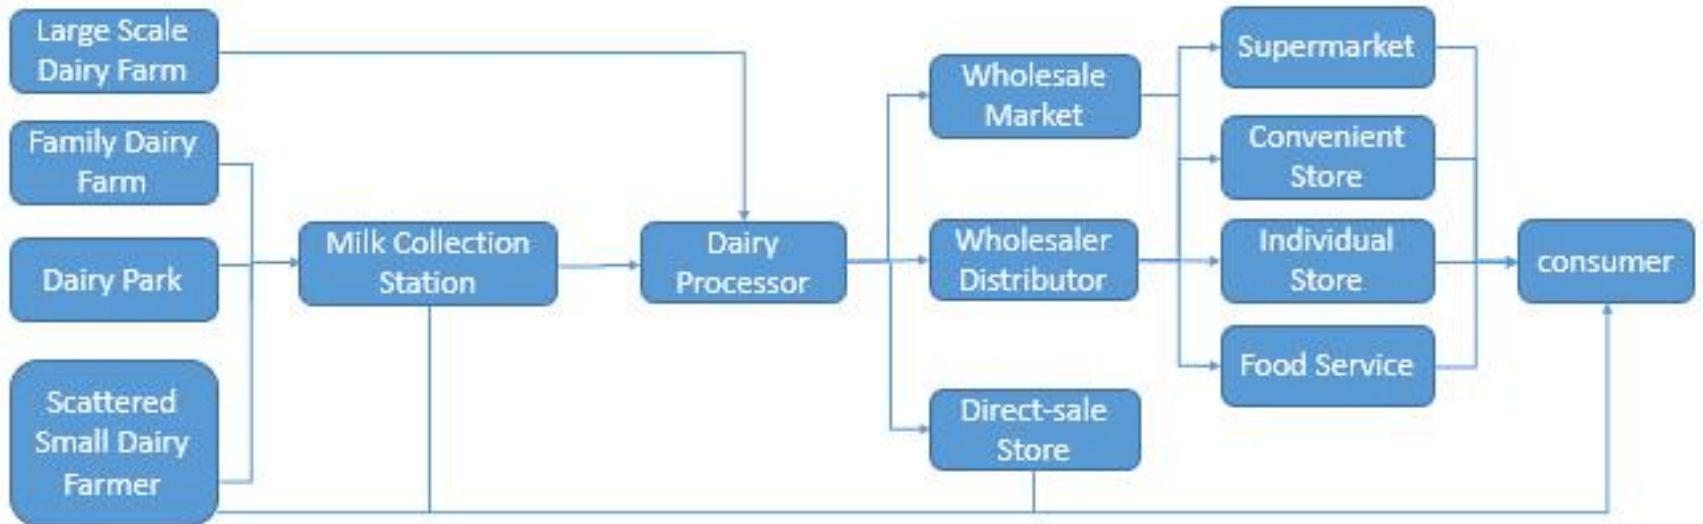 Large Scale
Dairy Farm
Family Dairy
Farm
Dairy Park
Scattered
Small Dairy
Farmer
Milk Collection
Station
Dairy
Processor
Wholesale
Market
Wholesaler
Distributor
Direct-sale
Store
Supermarket
Convenient
Store
Individual
Store
Food Service
consumer